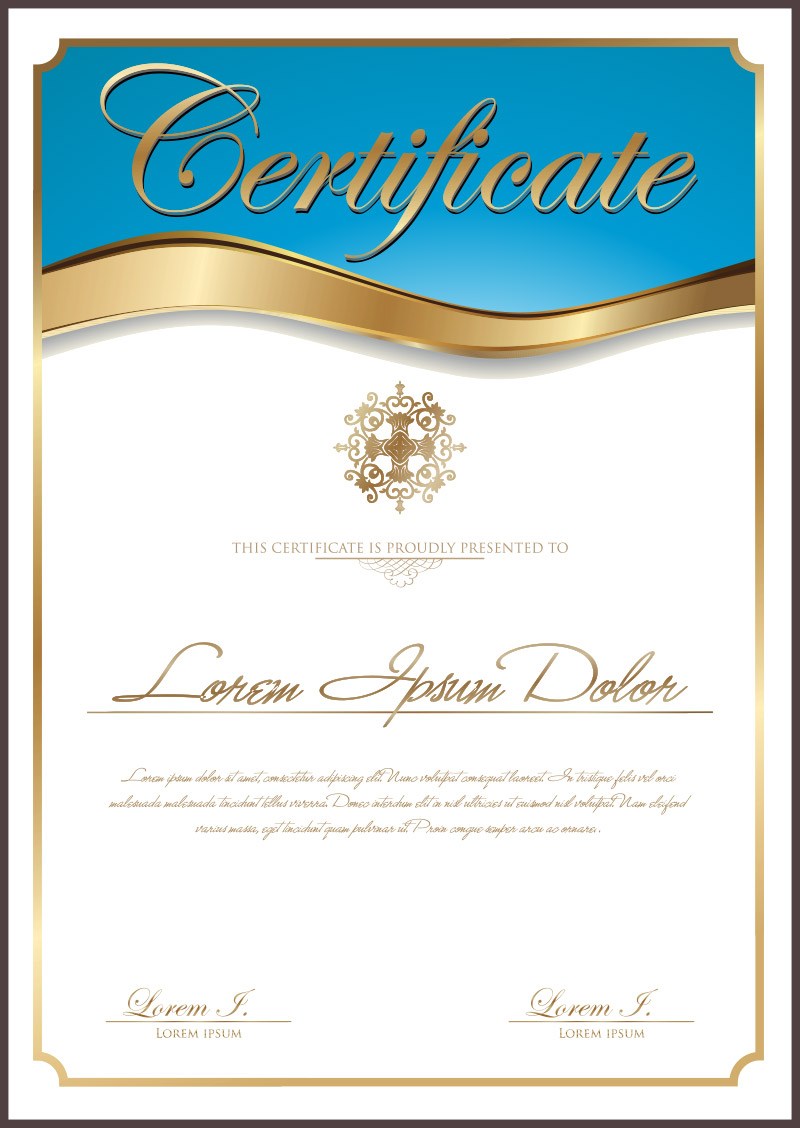 Certificate
THIS CERTIFICATE IS PROUDLY PRESENTED TO
Lorem Ipsum Dolor
Lorem ipsum dolor sit amet, consectetur adipiscing elit. Nunc volutpat consequat laoreet. In tristique felis vel orci
malesuada malesuada tincidunt tellus viverra. Donec interdum elit in nisl ultricies ut euismod nisl volutpat. Nam eleifend
varius massa, eget tincidunt quam pulvinar ut. Proin congue semper arcu ac ornare.
Lorem I. Lorem I.
LOREM IPSUM LOREM IPSUM